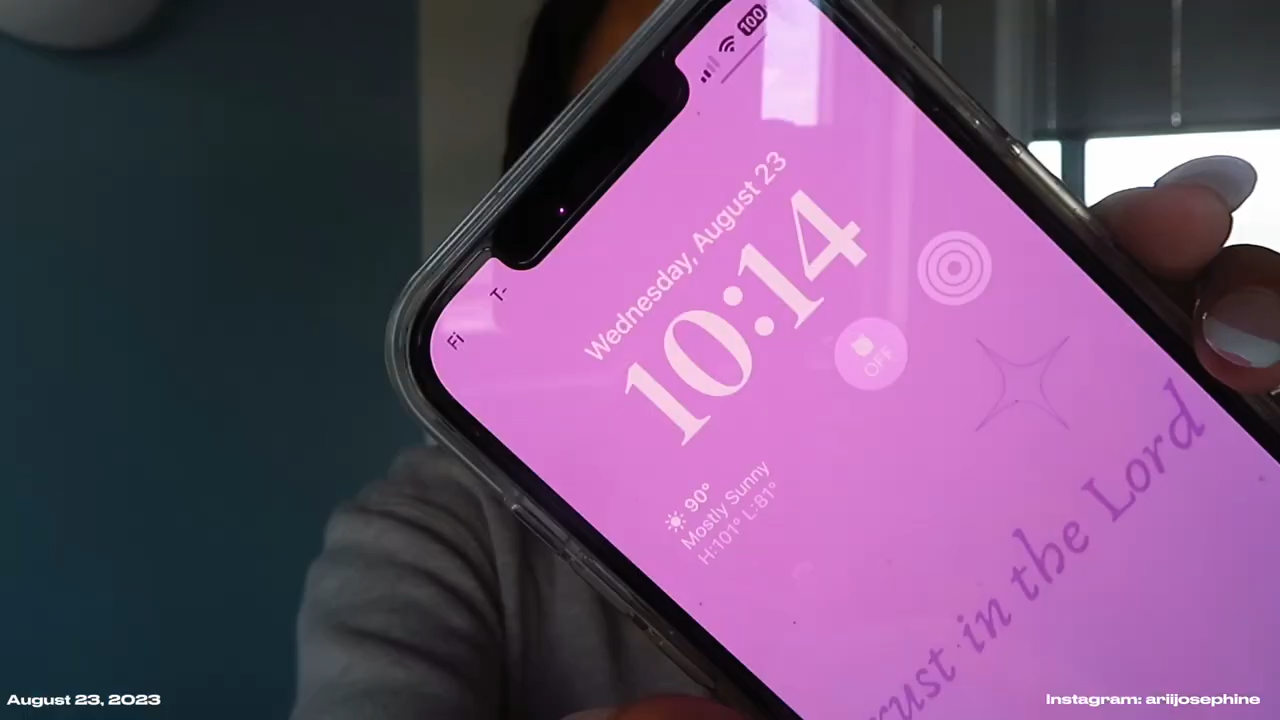 100
Fi
T-
Wednesday, August 23
10:14
OFF
90°
Mostly Sunny
H:101° L:81°
in the Lord
August 23, 2023
Instagram: ariijosephine